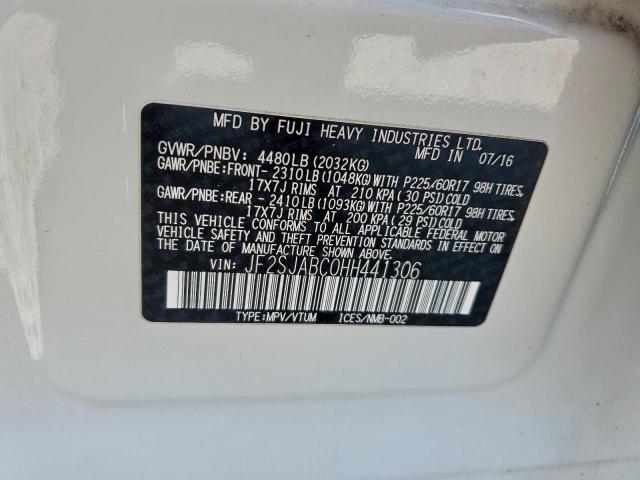 MFD BY FUJI HEAVY INDUSTRIES LTD.
MFD IN 07/16
GVWR/PNBV: 4480LB(2032KG)
GAWR/PNBE:FRONT- 2310LB(1048KG)WITH P225/60R17 98H TIRES,
17X7J RIMS AT 210 KPA(30 PSI)COLD
GAWR/PNBE:REAR - 2410LB(1093KG)WITH P225/60R17 98H TIRES,
17X7J RIMS AT 200 KPA(29 PSI)COLD
THIS VEHICLE CONFORMS TO ALL APPLICABLE FEDERAL MOTOR
VEHICLE SAFETY AND THEFT PREVENTION STANDARDS IN EFFECT
ON THE DATE OF MANUFACTURE SHOWN ABOVE.
VIN: JF2SJABC0HH441306
TYPE:MPV/VTUM ICES/NMB-002